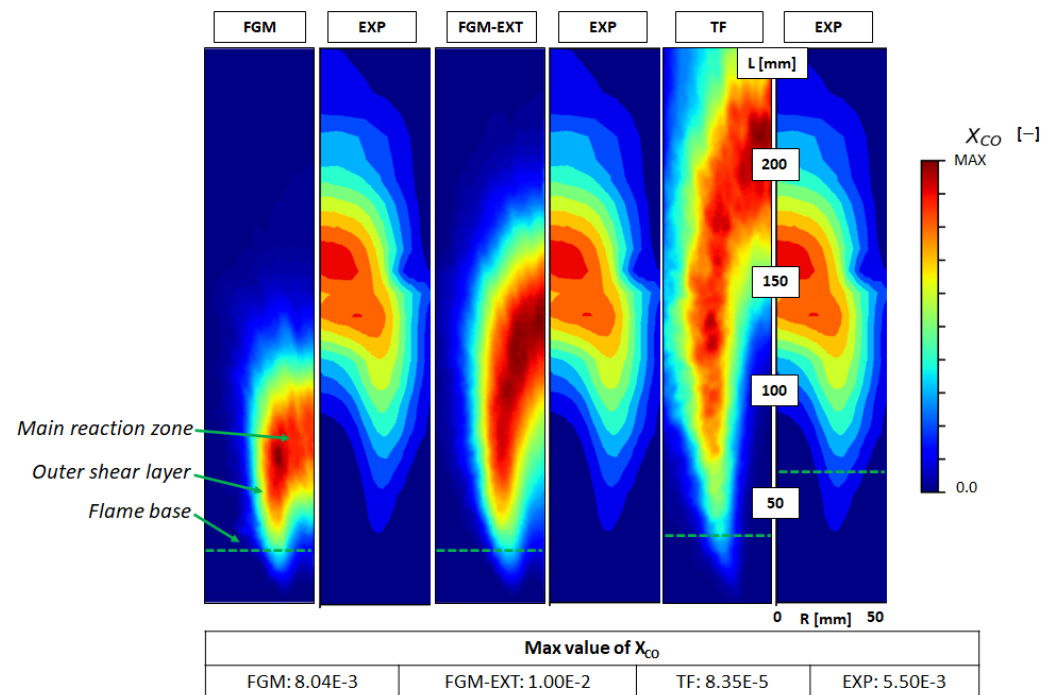 FGM EXP FGM-EXT EXP TF EXP
L [mm]
X_CO [−]
MAX
200
150
100
50
0.0
Main reaction zone
Outer shear layer
Flame base
0 R [mm] 50
Max value of X_CO
FGM: 8.04E-3 FGM-EXT: 1.00E-2 TF: 8.35E-5 EXP: 5.50E-3